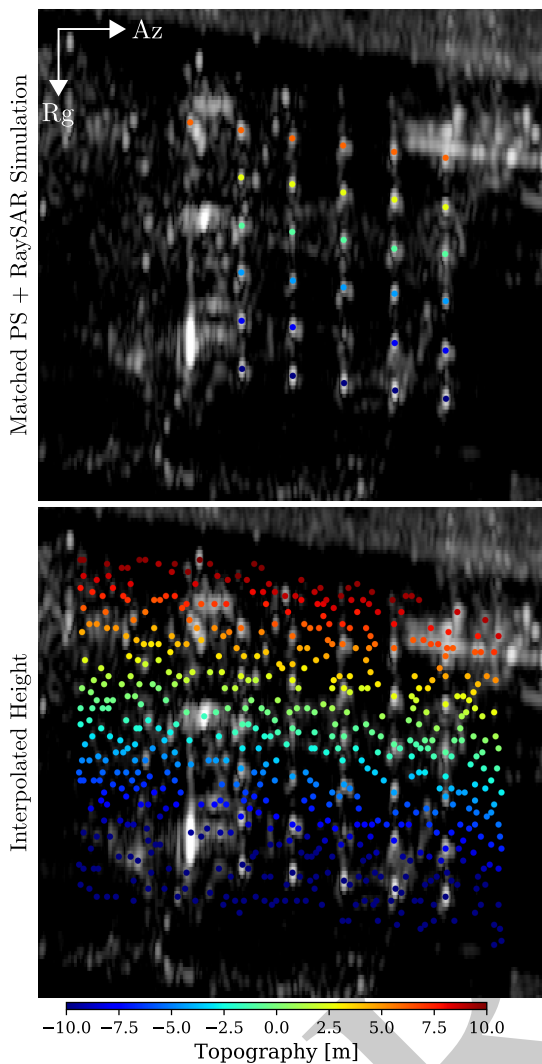 Az
Rg
Matched PS + RaySAR Simulation
Interpolated Height
−10.0 −7.5 −5.0 −2.5 0.0 2.5 5.0 7.5 10.0
Topography [m]